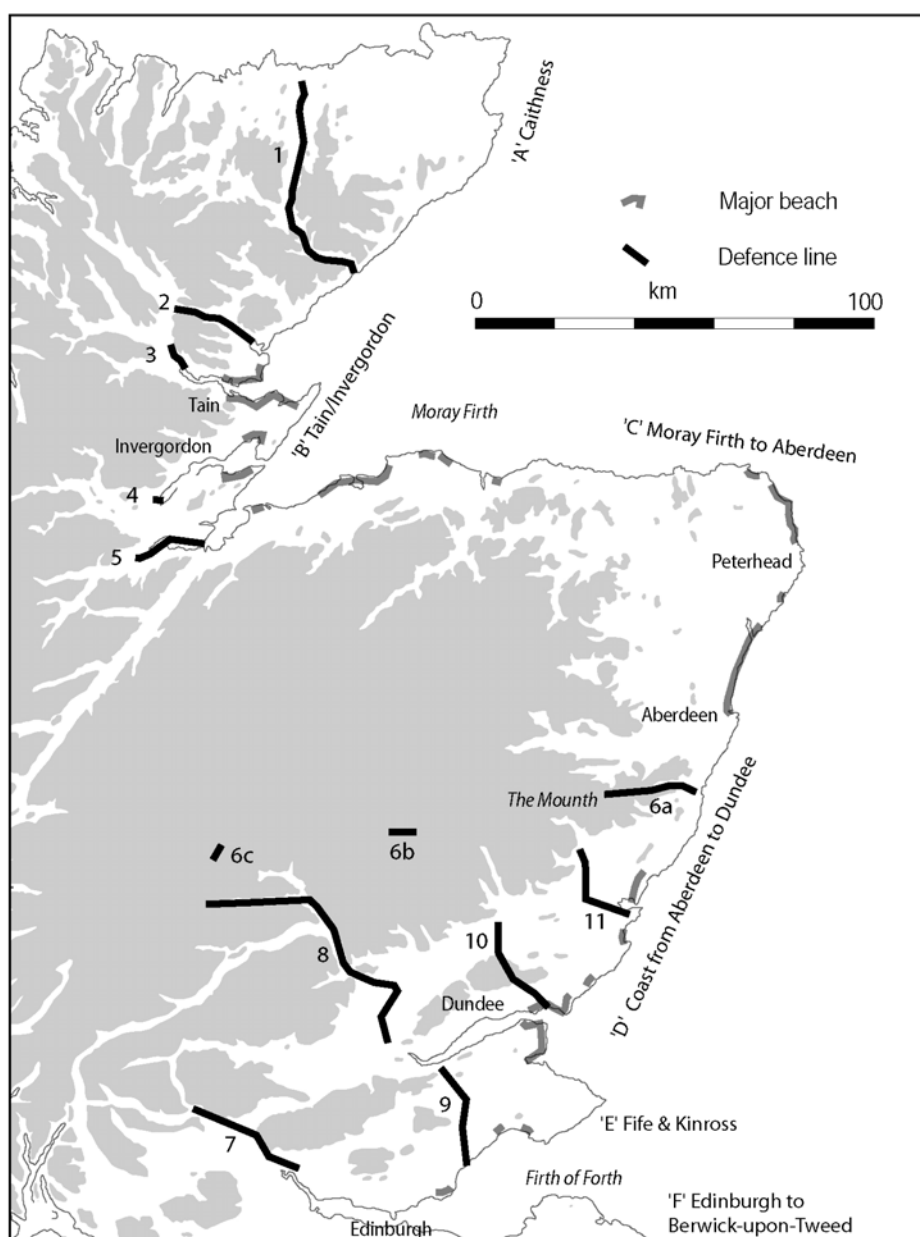 'A' Caithness
1
Major beach
Defence line
0
km
100
2
3
Tain
'B' Tain/Invergordon
Moray Firth
'C' Moray Firth to Aberdeen
Invergordon
4
5
Peterhead
Aberdeen
The Mounth
6a
6b
6c
'D' Coast from Aberdeen to Dundee
11
10
8
Dundee
9
'E' Fife & Kinross
7
Firth of Forth
'F' Edinburgh to
Berwick-upon-Tweed
Edinburgh